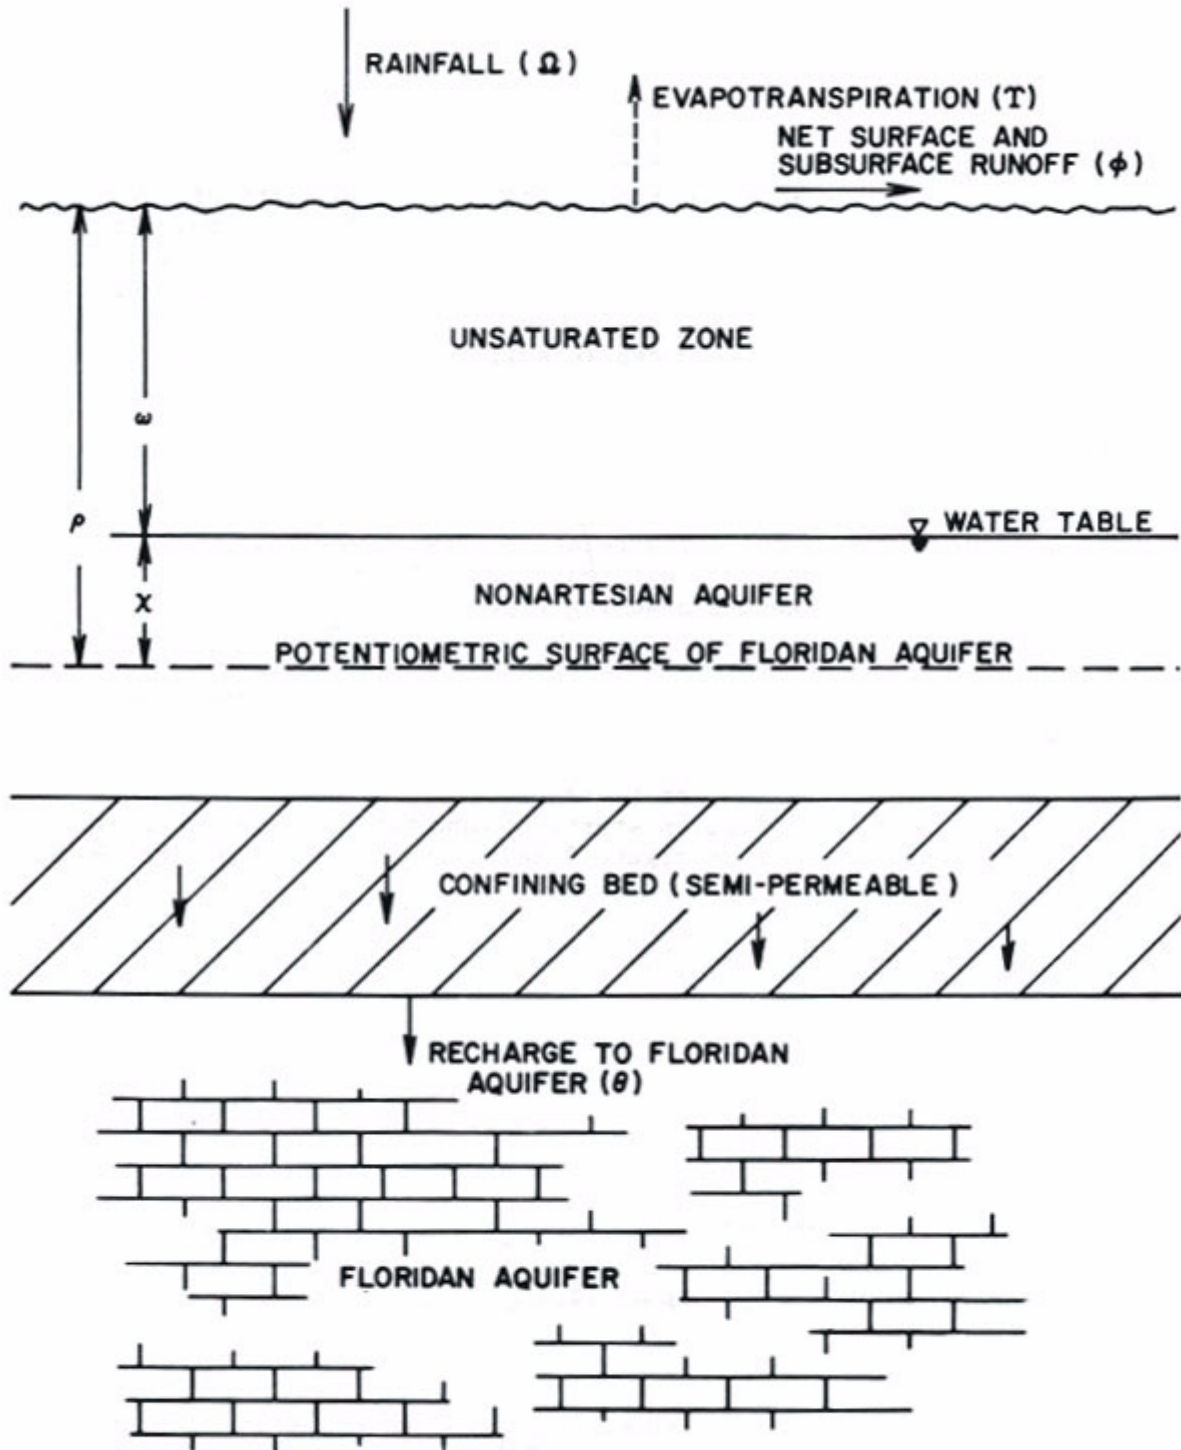 RAINFALL (Ω)
EVAPOTRANSPIRATION (Υ)
NET SURFACE AND
SUBSURFACE RUNOFF (ϕ)
UNSATURATED ZONE
ε
ρ
WATER TABLE
χ
NONARTESIAN AQUIFER
POTENTIOMETRIC SURFACE OF FLORIDAN AQUIFER
CONFINING BED (SEMI-PERMEABLE)
RECHARGE TO FLORIDAN
AQUIFER (θ)
FLORIDAN AQUIFER